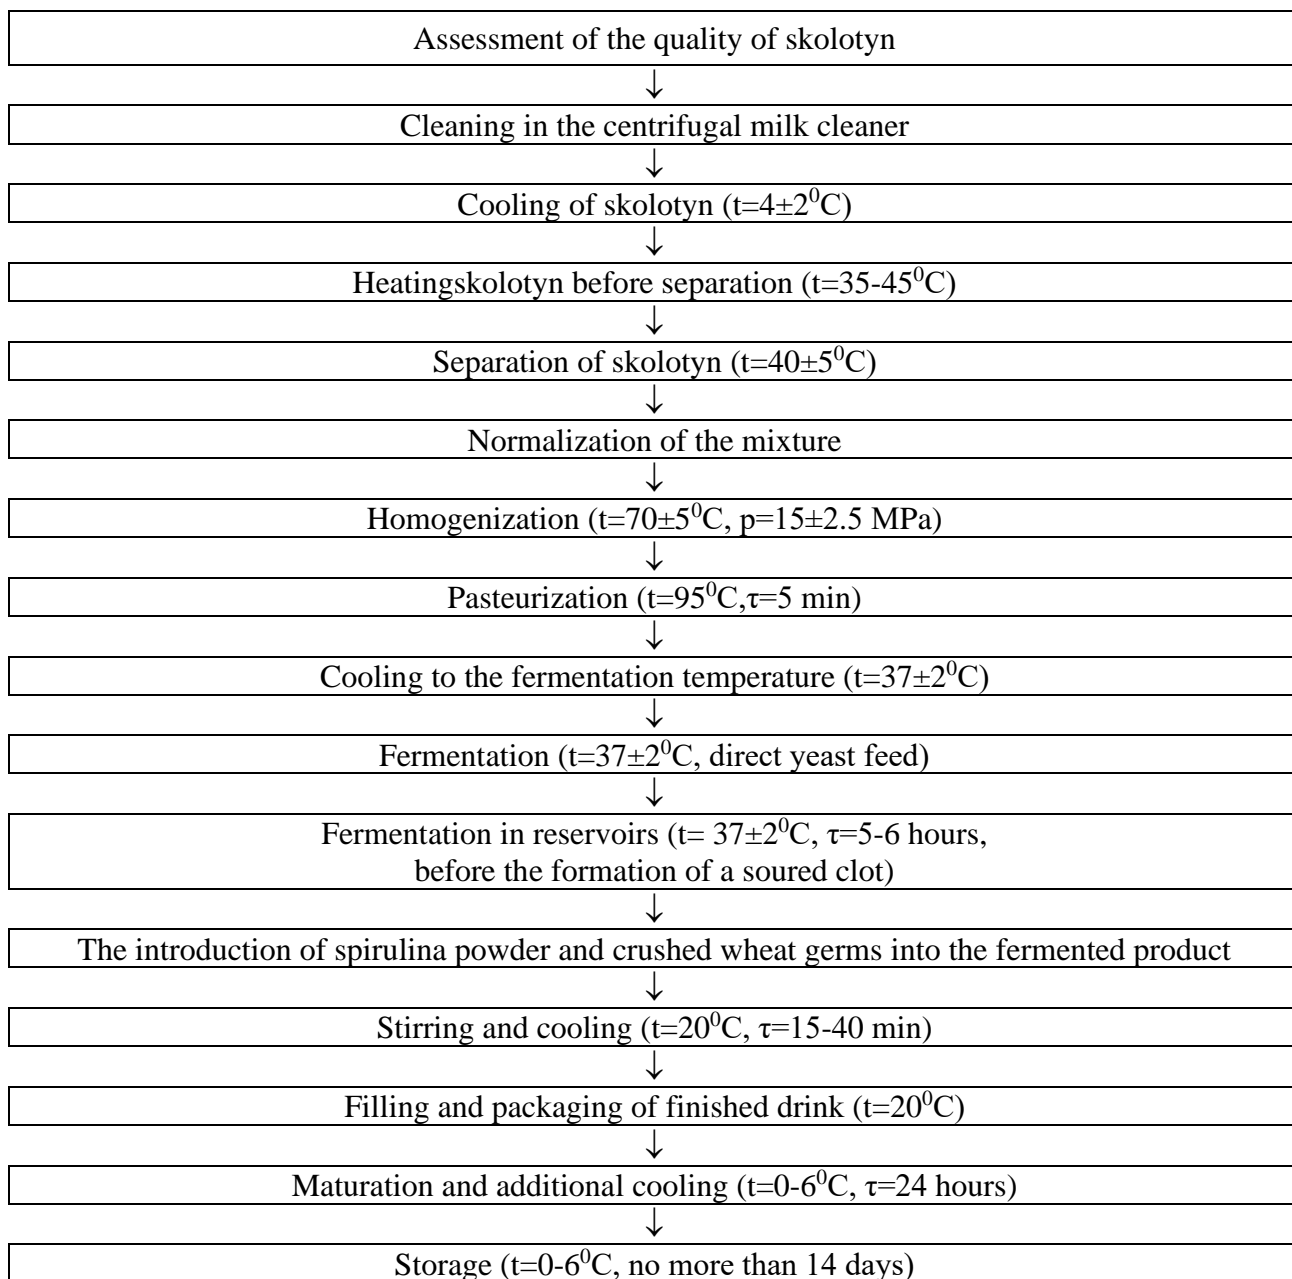 Assessment of the quality of skolotyn
↓
Cleaning in the centrifugal milk cleaner
↓
Cooling of skolotyn (t=4±2⁰C)
↓
Heatingskolotyn before separation (t=35-45⁰C)
↓
Separation of skolotyn (t=40±5⁰C)
↓
Normalization of the mixture
↓
Homogenization (t=70±5⁰C, p=15±2.5 MPa)
↓
Pasteurization (t=95⁰C,τ=5 min)
↓
Cooling to the fermentation temperature (t=37±2⁰C)
↓
Fermentation (t=37±2⁰C, direct yeast feed)
↓
Fermentation in reservoirs (t= 37±2⁰C, τ=5-6 hours,
before the formation of a soured clot)
↓
The introduction of spirulina powder and crushed wheat germs into the fermented product
↓
Stirring and cooling (t=20⁰C, τ=15-40 min)
↓
Filling and packaging of finished drink (t=20⁰C)
↓
Maturation and additional cooling (t=0-6⁰C, τ=24 hours)
↓
Storage (t=0-6⁰C, no more than 14 days)